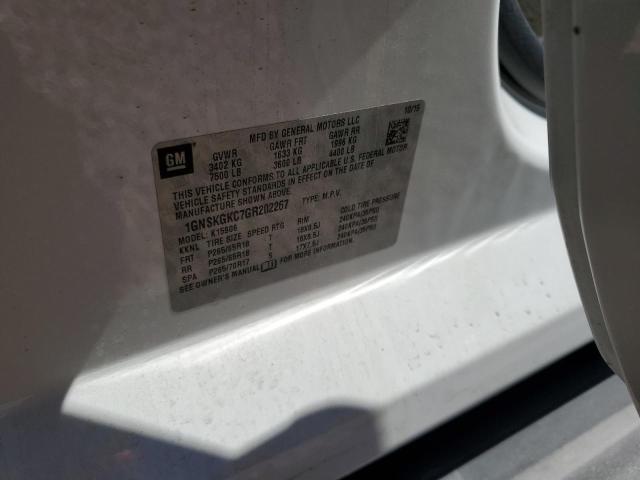 GM
MFD BY GENERAL MOTORS LLC
10/15
GVWR GAWR FRT GAWR RR
3402 KG 1633 KG 1996 KG
7500 LB 3600 LB 4400 LB
THIS VEHICLE CONFORMS TO ALL APPLICABLE U.S. FEDERAL MOTOR
VEHICLE SAFETY STANDARDS IN EFFECT ON THE DATE OF
MANUFACTURE SHOWN ABOVE.
1GNSKGKC7GR202267 TYPE: M.P.V.
MODEL: K15906
KKNL TIRE SIZE SPEED RTG RIM COLD TIRE PRESSURE
FRT P265/65R18 T 18X8.5J 240KPA/35PSI
RR P265/65R18 T 18X8.5J 240KPA/35PSI
SPA P265/70R17 S 17X7.5J 240KPA/35PSI
SEE OWNER'S MANUAL FOR MORE INFORMATION.